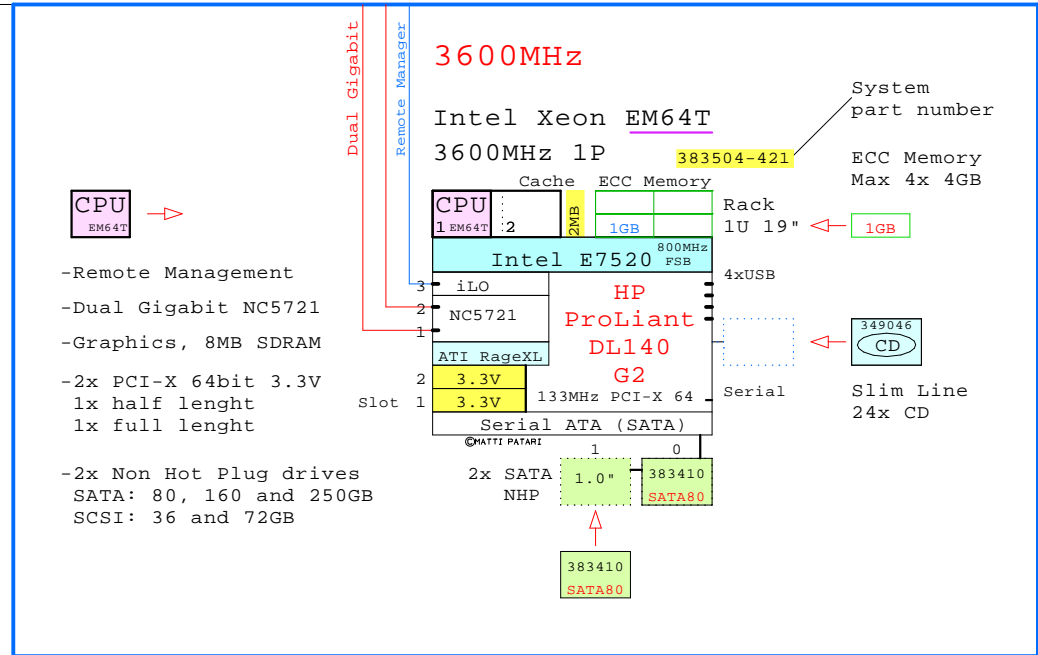 Dual Gigabit
Remote Manager
3600MHz
System
part number
Intel Xeon EM64T
3600MHz 1P
383504-421
ECC Memory
Max 4x 4GB
Cache
ECC Memory
CPU
EM64T
CPU
1 EM64T
2
2MB
1GB
Rack
1U 19"
1GB
Intel E7520
800MHz
FSB
-Remote Management
-Dual Gigabit NC5721
-Graphics, 8MB SDRAM
-2x PCI-X 64bit 3.3V
1x half lenght
1x full lenght
-2x Non Hot Plug drives
SATA: 80, 160 and 250GB
SCSI: 36 and 72GB
3
iLO
2
NC5721
1
HP
ProLiant
DL140
G2
4xUSB
349046
CD
Slim Line
24x CD
ATI RageXL
2
3.3V
Slot 1
3.3V
133MHz PCI-X 64
Serial
Serial ATA (SATA)
©MATTI PATARI
1
0
2x SATA
NHP
1.0"
383410
SATA80
383410
SATA80